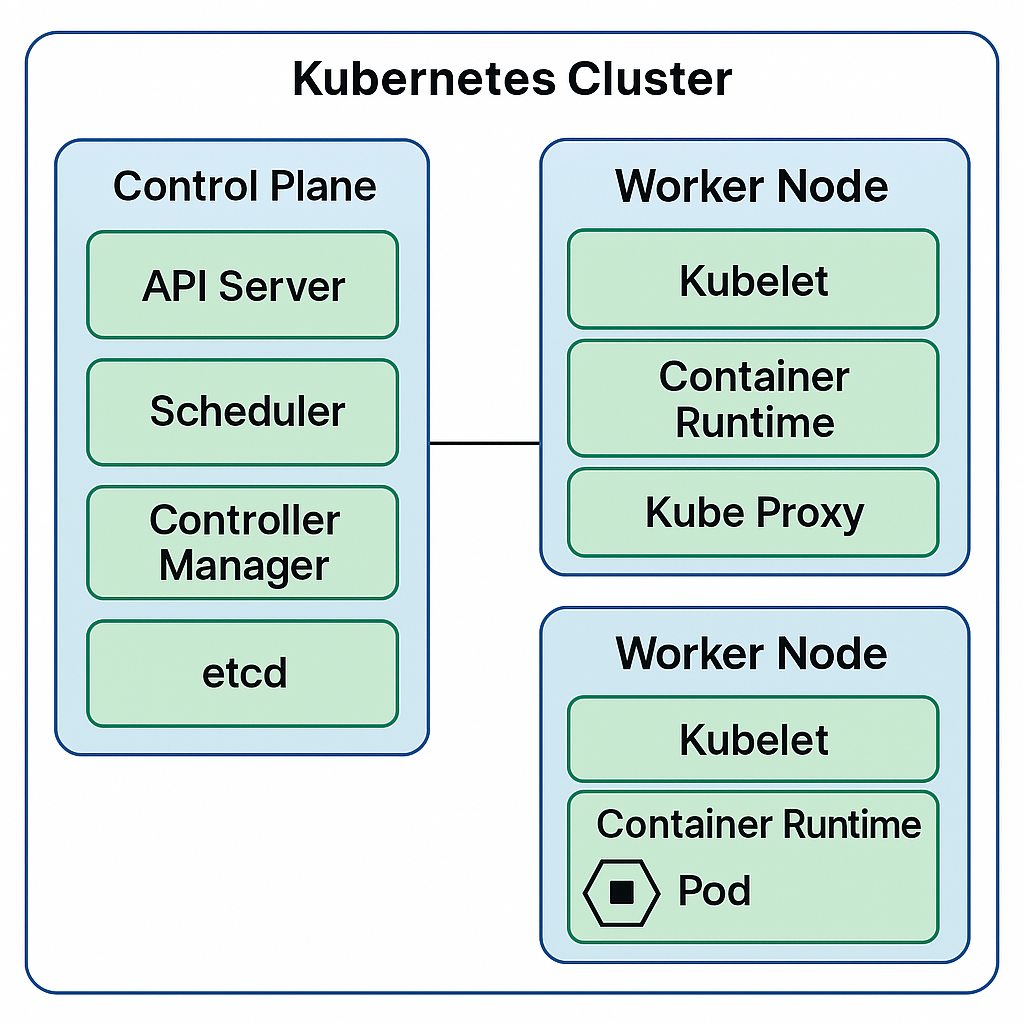 Kubernetes Cluster
Control Plane
API Server
Scheduler
Controller
Manager
etcd
Worker Node
Kubelet
Container
Runtime
Kube Proxy
Worker Node
Kubelet
Container Runtime
Pod